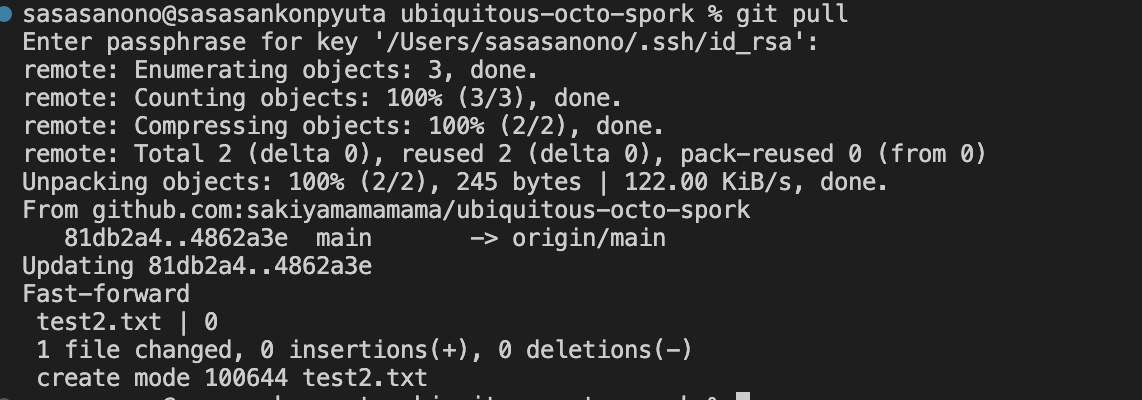 sasasanono@sasasankonpyuta ubiquitous-octo-spork % git pull
Enter passphrase for key '/Users/sasasanono/.ssh/id_rsa':
remote: Enumerating objects: 3, done.
remote: Counting objects: 100% (3/3), done.
remote: Compressing objects: 100% (2/2), done.
remote: Total 2 (delta 0), reused 2 (delta 0), pack-reused 0 (from 0)
Unpacking objects: 100% (2/2), 245 bytes | 122.00 KiB/s, done.
From github.com:sakiyamamamama/ubiquitous-octo-spork
   81db2a4..4862a3e  main       -> origin/main
Updating 81db2a4..4862a3e
Fast-forward
 test2.txt | 0
 1 file changed, 0 insertions(+), 0 deletions(-)
 create mode 100644 test2.txt